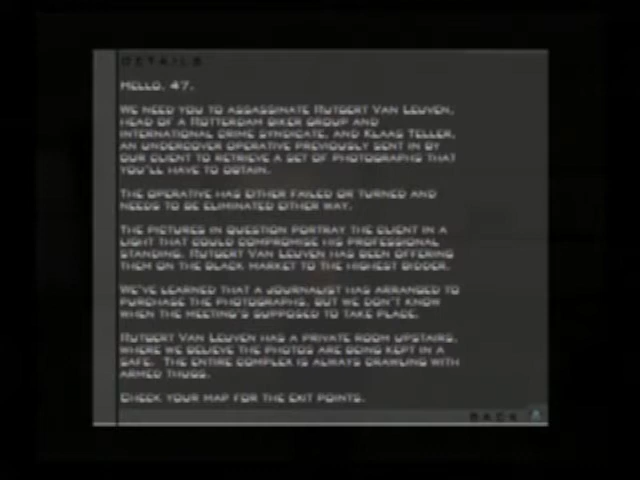 DETAILS
HELLO, 47.
WE NEED YOU TO ASSASSINATE RUTGERT VAN LEUVEN,
HEAD OF A ROTTERDAM BIKER GROUP AND
INTERNATIONAL CRIME SYNDICATE, AND KLAAS TELLER,
AN UNDERCOVER OPERATIVE PREVIOUSLY SENT IN BY
OUR CLIENT TO RETRIEVE A SET OF PHOTOGRAPHS THAT
YOU'LL HAVE TO OBTAIN.
THE OPERATIVE HAS EITHER FAILED OR TURNED AND
NEEDS TO BE ELIMINATED EITHER WAY.
THE PICTURES IN QUESTION PORTRAY THE CLIENT IN A
LIGHT THAT COULD COMPROMISE HIS PROFESSIONAL
STANDING. RUTGERT VAN LEUVEN HAS BEEN OFFERING
THEM ON THE BLACK MARKET TO THE HIGHEST BIDDER.
WE'VE LEARNED THAT A JOURNALIST HAS ARRANGED TO
PURCHASE THE PHOTOGRAPHS, BUT WE DON'T KNOW
WHEN THE MEETING'S SUPPOSED TO TAKE PLACE.
RUTGERT VAN LEUVEN HAS A PRIVATE ROOM UPSTAIRS,
WHERE WE BELIEVE THE PHOTOS ARE BEING KEPT IN A
SAFE. THE ENTIRE COMPLEX IS ALWAYS CRAWLING WITH
ARMED THUGS.
CHECK YOUR MAP FOR THE EXIT POINTS.
BACK